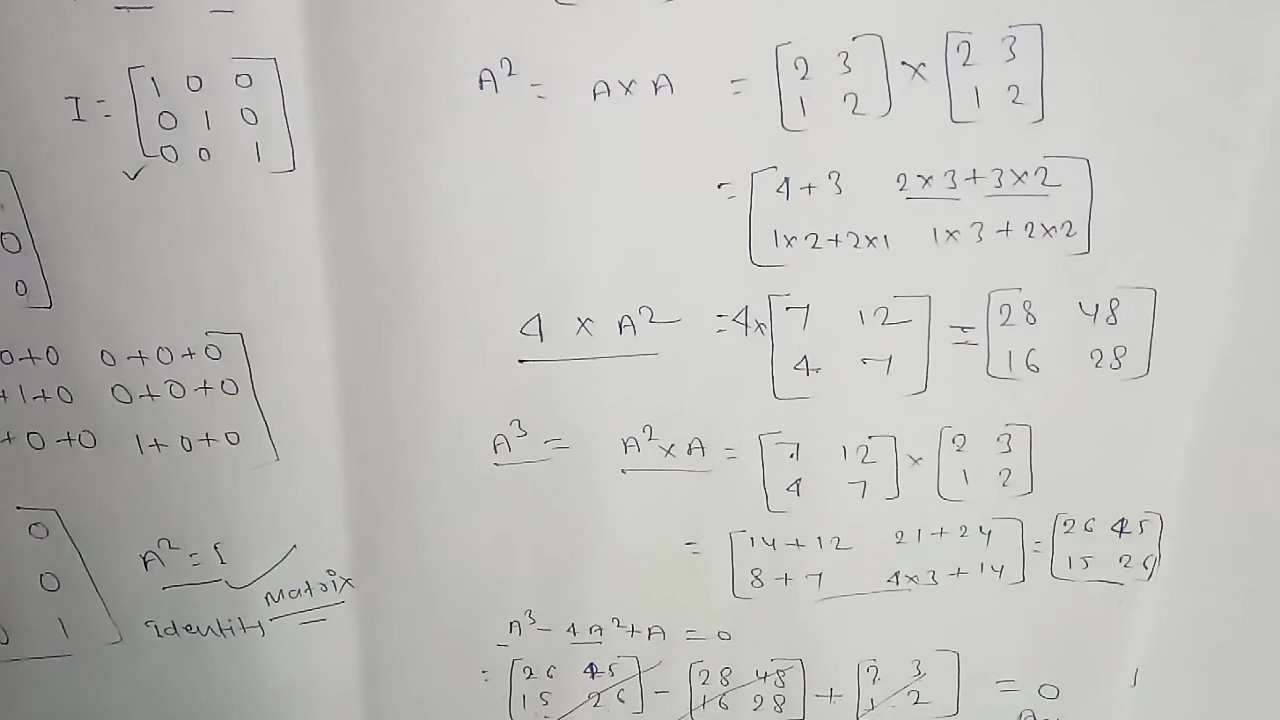 I = [1 0 0
0 1 0
0 0 1]
0
0
0+0 0+0+0
+1+0 0+0+0
+0+0 1+0+0
0
0
1
A² = I
identity Matrix
A² = A×A = [2 3 × [2 3
1 2] 1 2]
= [4+3 2×3+3×2
1×2+2×1 1×3+2×2]
4 × A² = 4× [7 12 = [28 48
4 7] 16 28]
A³ = A²×A = [7 12 × [2 3
4 7] 1 2]
= [14+12 21+24 = [26 45
8+7 4×3+14] 15 26]
A³-4A²+A = 0
= [26 45 - [28 48 + [2 3 = 0
15 26] 16 28] 1 2]